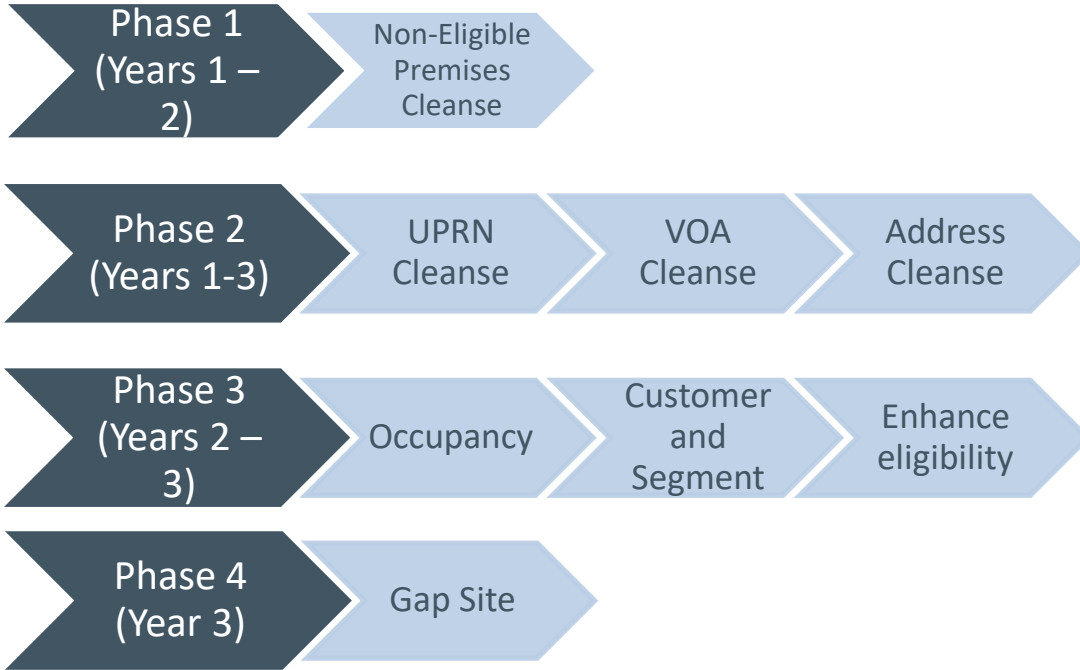 Phase 1
(Years 1 –
2)
Non-Eligible
Premises
Cleanse
Phase 2
(Years 1-3)
UPRN
Cleanse
VOA
Cleanse
Address
Cleanse
Phase 3
(Years 2 –
3)
Occupancy
Customer
and
Segment
Enhance
eligibility
Phase 4
(Year 3)
Gap Site